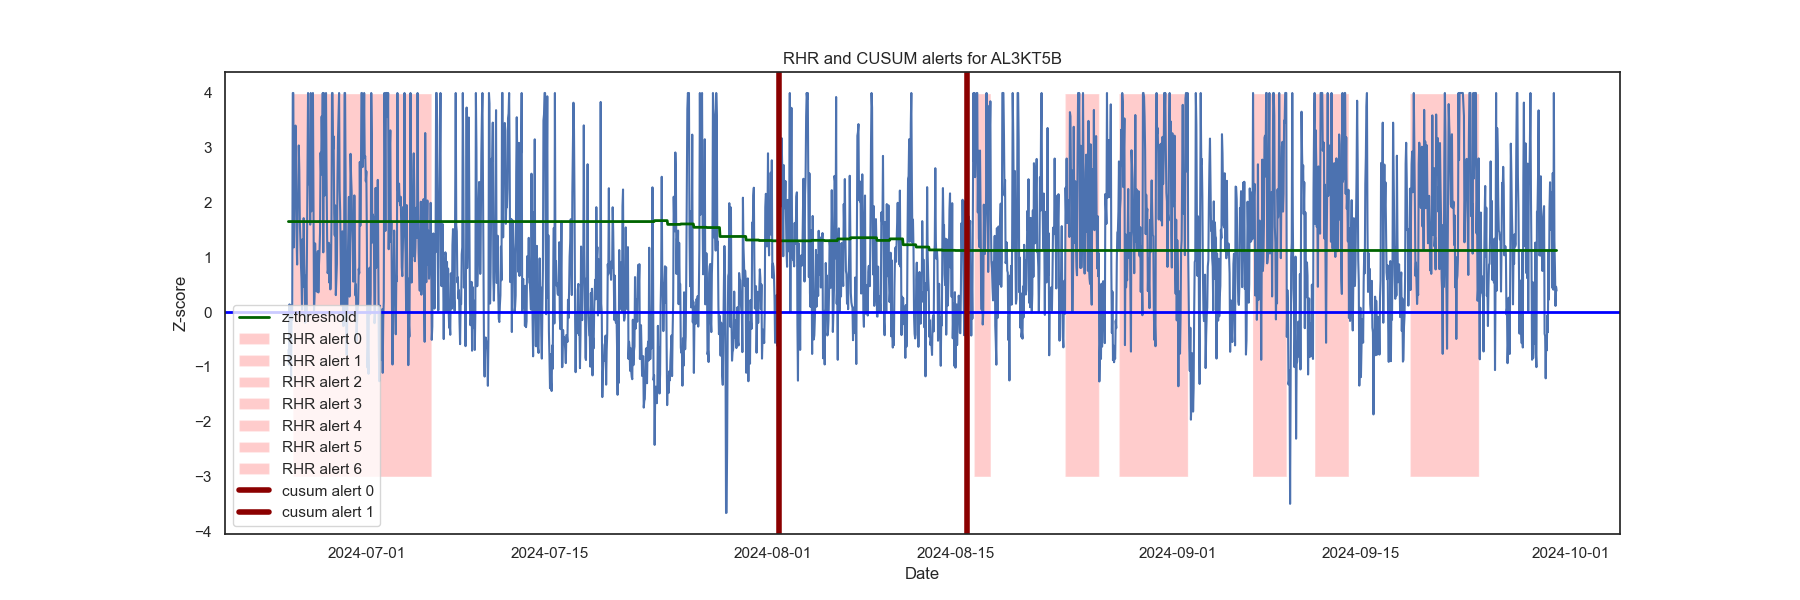 RHR and CUSUM alerts for AL3KT5B
4
3
2
1
0
−1
−2
−3
−4
Z-score
z-threshold
RHR alert 0
RHR alert 1
RHR alert 2
RHR alert 3
RHR alert 4
RHR alert 5
RHR alert 6
cusum alert 0
cusum alert 1
2024-07-01 2024-07-15 2024-08-01 2024-08-15 2024-09-01 2024-09-15 2024-10-01
Date